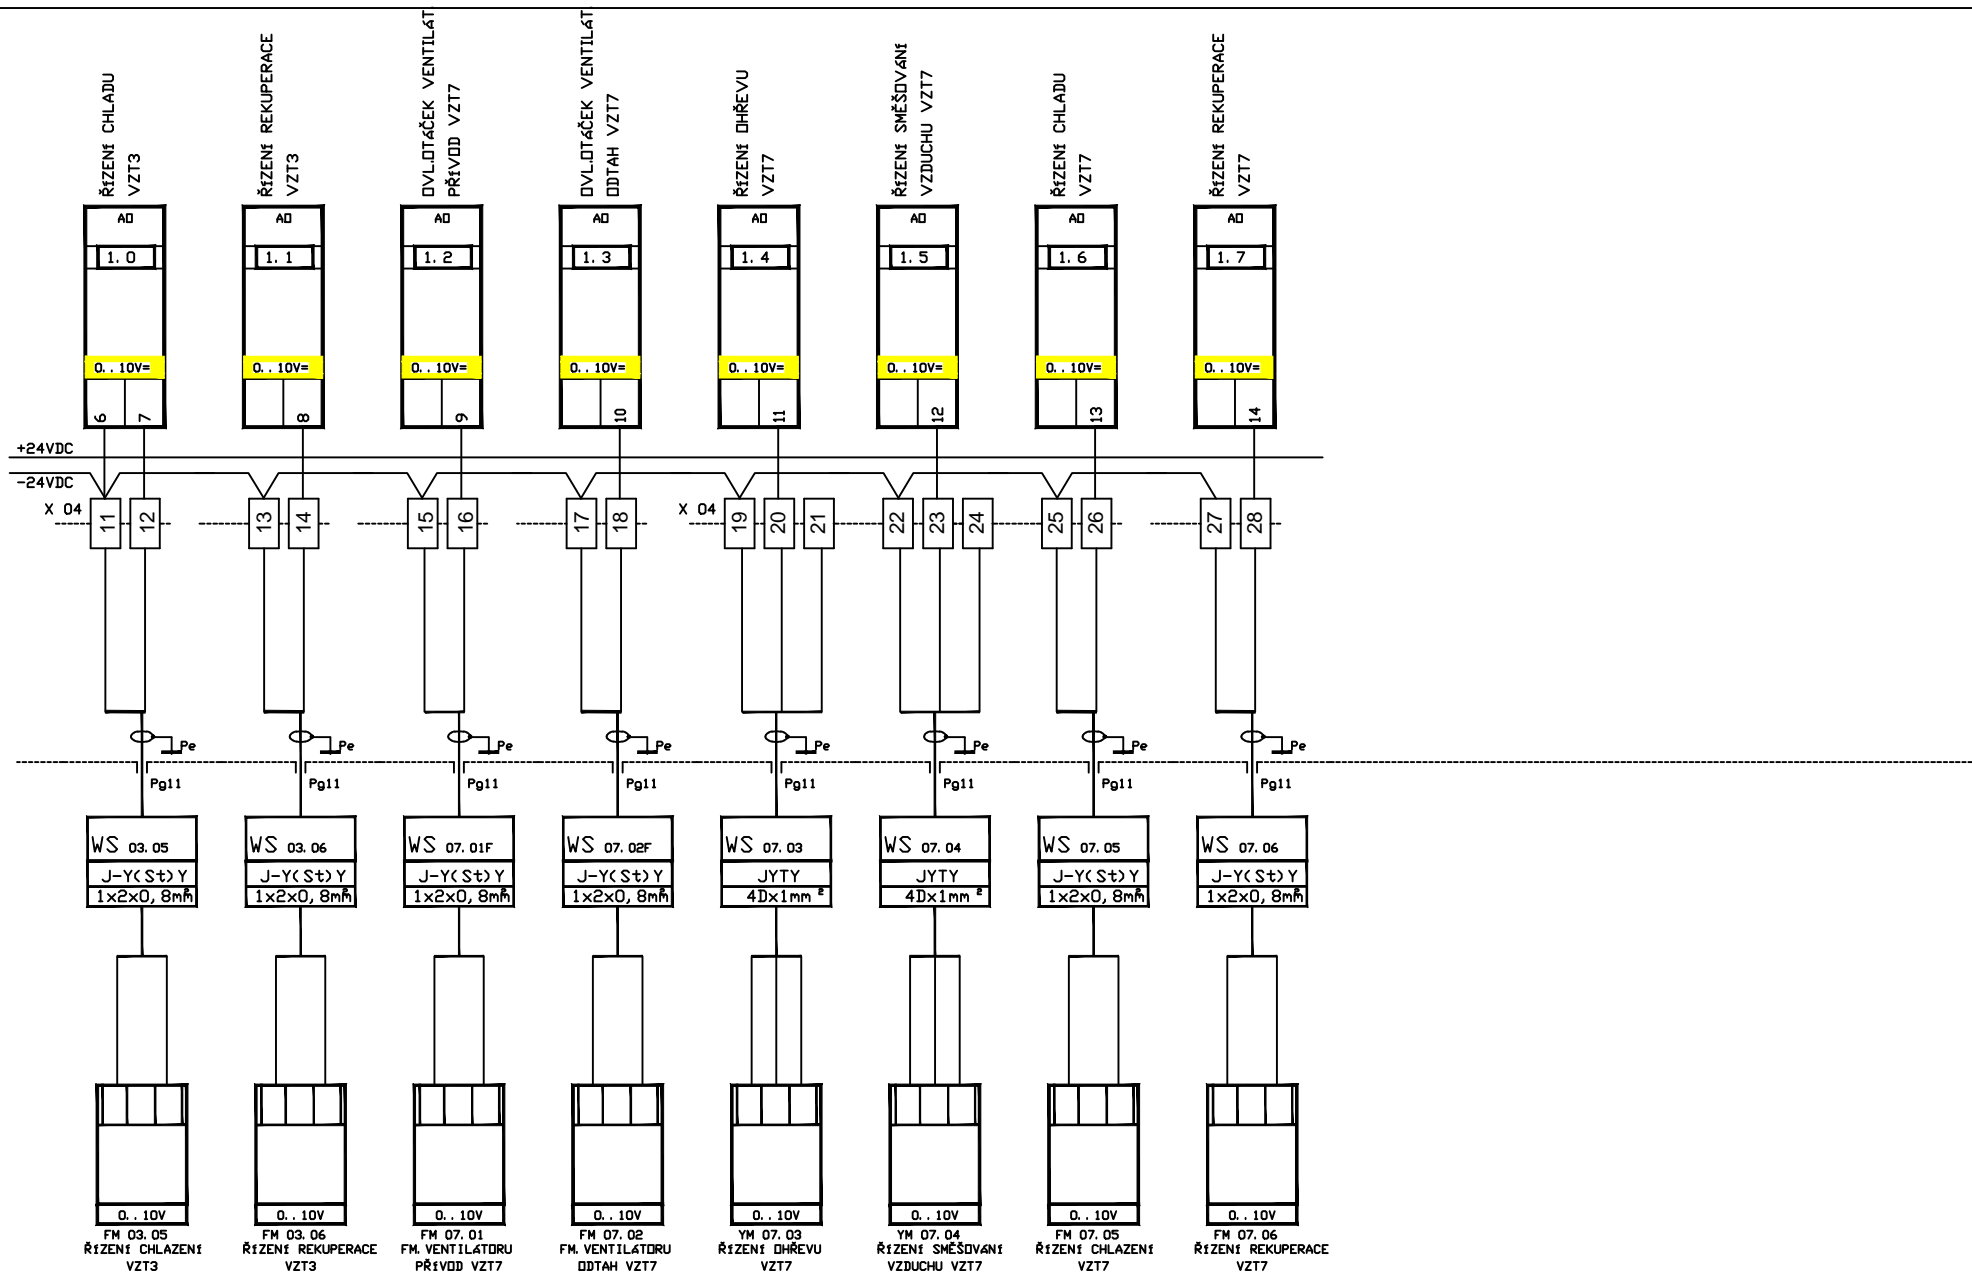 ŘÍZENÍ CHLADU
VZT3
ŘÍZENÍ REKUPERACE
VZT3
OVL.OTÁČEK VENTILÁT
PŘÍVOD VZT7
OVL.OTÁČEK VENTILÁT
ODTAH VZT7
ŘÍZENÍ OHŘEVU
VZT7
ŘÍZENÍ SMĚŠOVÁNÍ
VZDUCHU VZT7
ŘÍZENÍ CHLADU
VZT7
ŘÍZENÍ REKUPERACE
VZT7
AO AO AO AO AO AO AO AO
1.0 1.1 1.2 1.3 1.4 1.5 1.6 1.7
0..10V= 0..10V= 0..10V= 0..10V= 0..10V= 0..10V= 0..10V= 0..10V=
6 7 8 9 10 11 12 13 14
+24VDC
-24VDC
X 04 11 12 13 14 15 16 17 18 X 04 19 20 21 22 23 24 25 26 27 28
Pe Pe Pe Pe Pe Pe Pe Pe
Pg11 Pg11 Pg11 Pg11 Pg11 Pg11 Pg11 Pg11
WS 03.05 WS 03.06 WS 07.01F WS 07.02F WS 07.03 WS 07.04 WS 07.05 WS 07.06
J-Y(St)Y J-Y(St)Y J-Y(St)Y J-Y(St)Y JYTY JYTY J-Y(St)Y J-Y(St)Y
1x2x0,8mm² 1x2x0,8mm² 1x2x0,8mm² 1x2x0,8mm² 4Dx1mm² 4Dx1mm² 1x2x0,8mm² 1x2x0,8mm²
0..10V 0..10V 0..10V 0..10V 0..10V 0..10V 0..10V 0..10V
FM 03.05
ŘÍZENÍ CHLAZENÍ
VZT3
FM 03.06
ŘÍZENÍ REKUPERACE
VZT3
FM 07.01
FM.VENTILÁTORU
PŘÍVOD VZT7
FM 07.02
FM.VENTILÁTORU
ODTAH VZT7
YM 07.03
ŘÍZENÍ OHŘEVU
VZT7
YM 07.04
ŘÍZENÍ SMĚŠOVÁNÍ
VZDUCHU VZT7
FM 07.05
ŘÍZENÍ CHLAZENÍ
VZT7
FM 07.06
ŘÍZENÍ REKUPERACE
VZT7